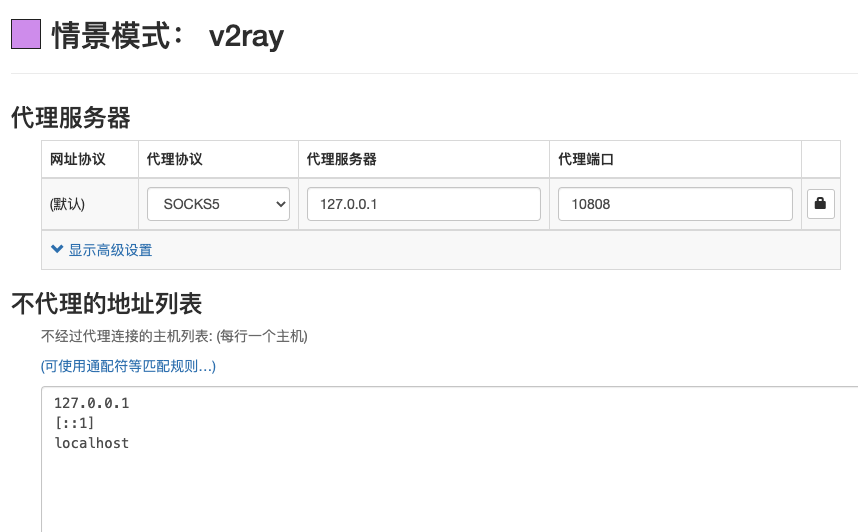 情景模式： v2ray
代理服务器
网址协议 代理协议 代理服务器 代理端口
(默认) SOCKS5 127.0.0.1 10808
显示高级设置
不代理的地址列表
不经过代理连接的主机列表: (每行一个主机)
(可使用通配符等匹配规则…)
127.0.0.1
[::1]
localhost